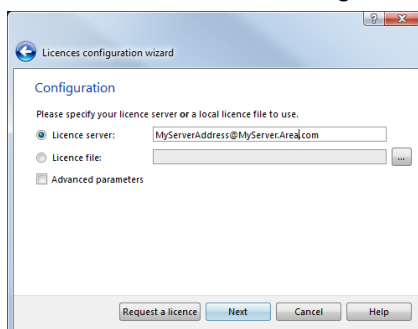 Licences configuration wizard
Configuration
Please specify your licence server or a local licence file to use.
Licence server: MyServerAddress@MyServer.Area.com
Licence file: ...
Advanced parameters
Request a licence Next Cancel Help